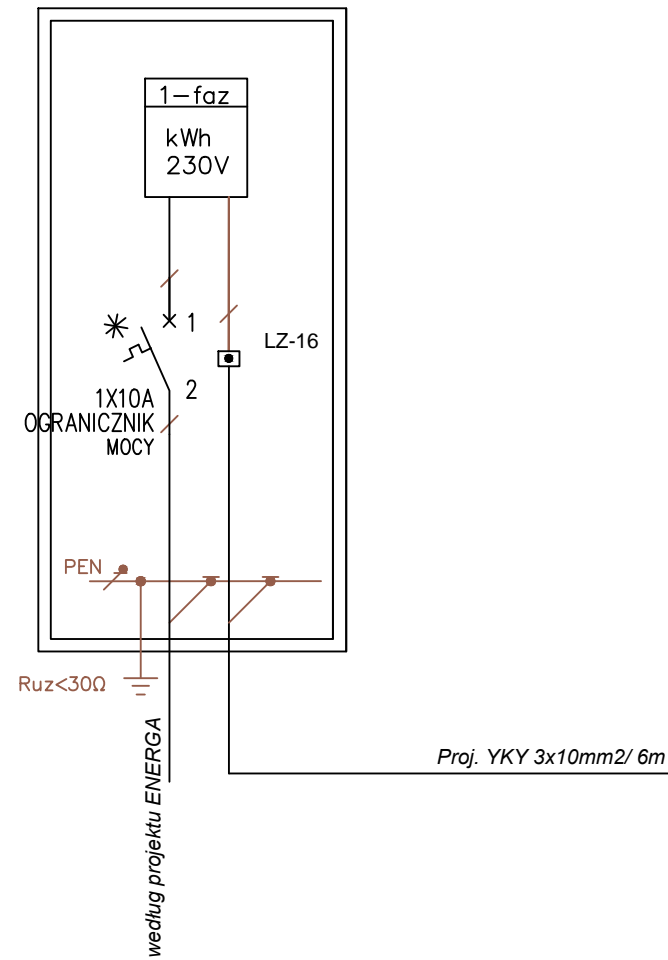 1-faz
kWh
230V
1
LZ-16
2
1X10A
OGRANICZNIK
MOCY
PEN
Ruz<30Ω
według projektu ENERGA
Proj. YKY 3x10mm2/ 6m